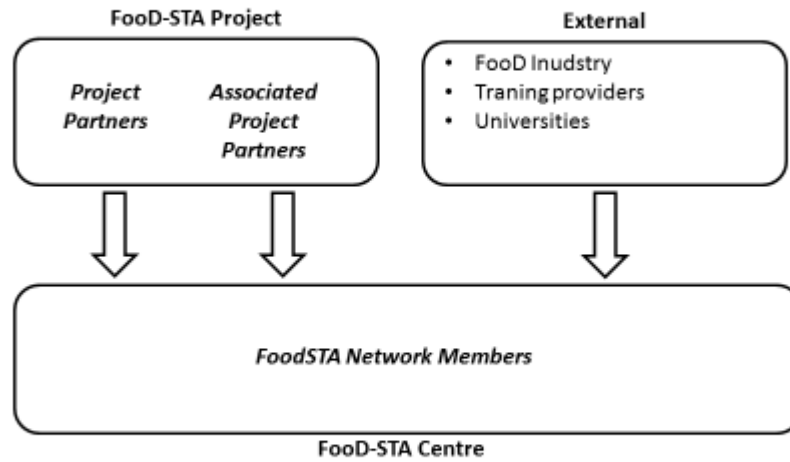 FooD-STA Project
External
Project
Partners
Associated
Project
Partners
• FooD Inudstry
• Traning providers
• Universities
FoodSTA Network Members
FooD-STA Centre